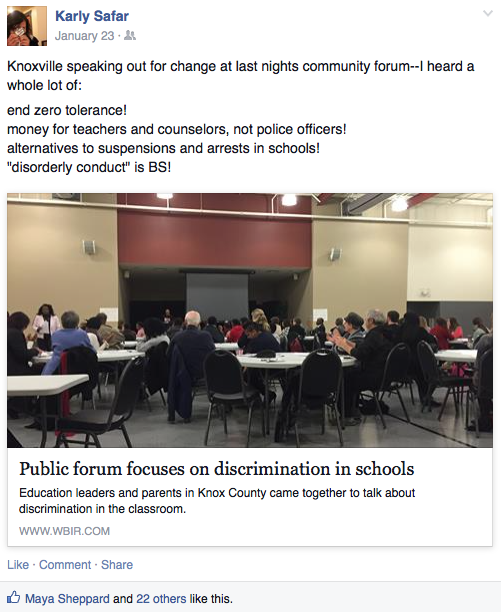 Karly Safar
January 23 ·
Knoxville speaking out for change at last nights community forum--I heard a
whole lot of:
end zero tolerance!
money for teachers and counselors, not police officers!
alternatives to suspensions and arrests in schools!
"disorderly conduct" is BS!
Public forum focuses on discrimination in schools
Education leaders and parents in Knox County came together to talk about
discrimination in the classroom.
WWW.WBIR.COM
Like · Comment · Share
Maya Sheppard and 22 others like this.